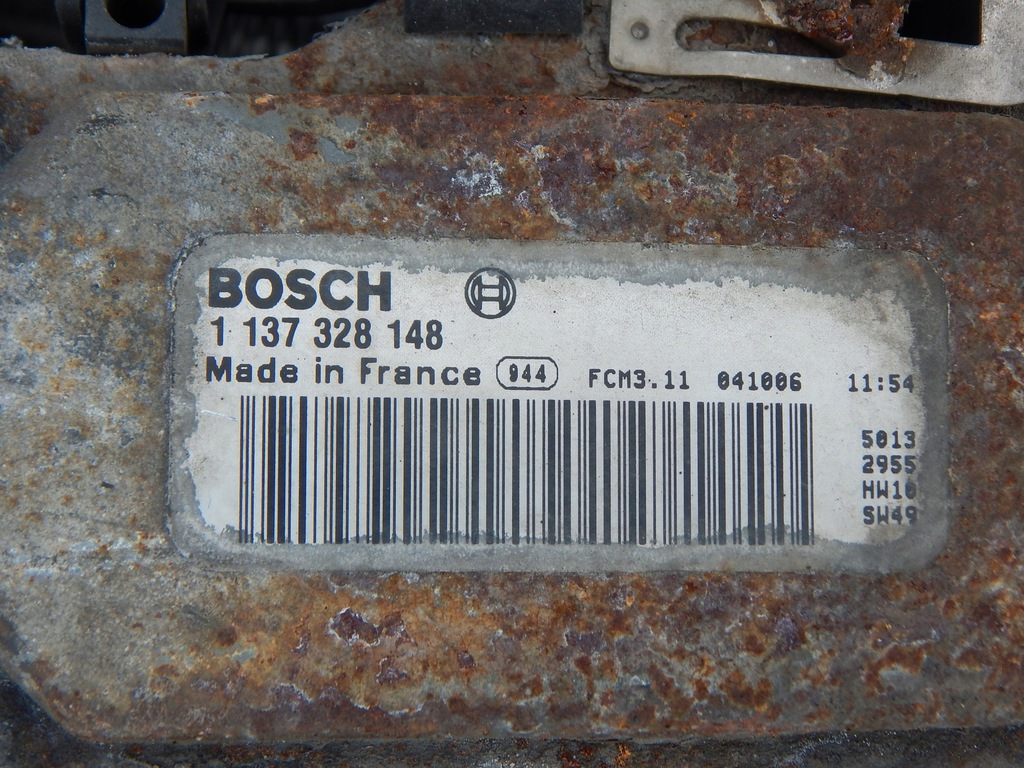 BOSCH
1 137 328 148
Made in France 944 FCM3.11 041006 11:54
5013
2955
HW10
SW49